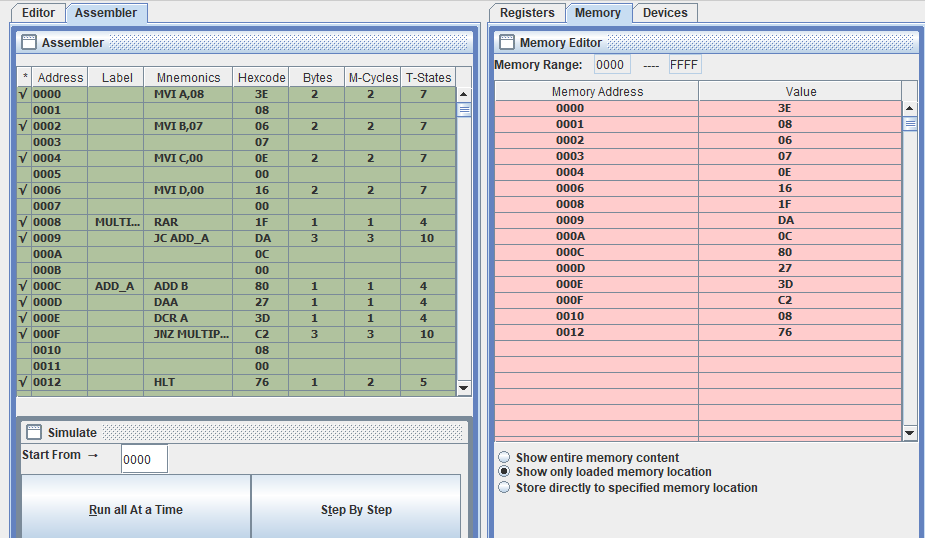 Editor Assembler
Assembler
* Address Label Mnemonics Hexcode Bytes M-Cycles T-States
√ 0000 MVI A,08 3E 2 2 7
0001 08
√ 0002 MVI B,07 06 2 2 7
0003 07
√ 0004 MVI C,00 0E 2 2 7
0005 00
√ 0006 MVI D,00 16 2 2 7
0007 00
√ 0008 MULTI... RAR 1F 1 1 4
√ 0009 JC ADD_A DA 3 3 10
000A 0C
000B 00
√ 000C ADD_A ADD B 80 1 1 4
√ 000D DAA 27 1 1 4
√ 000E DCR A 3D 1 1 4
√ 000F JNZ MULTIP... C2 3 3 10
0010 08
0011 00
√ 0012 HLT 76 1 2 5
Simulate
Start From →
0000
Run all At a Time Step By Step
Registers Memory Devices
Memory Editor
Memory Range: 0000 ---- FFFF
Memory Address Value
0000 3E
0001 08
0002 06
0003 07
0004 0E
0006 16
0008 1F
0009 DA
000A 0C
000C 80
000D 27
000E 3D
000F C2
0010 08
0012 76
Show entire memory content
Show only loaded memory location
Store directly to specified memory location